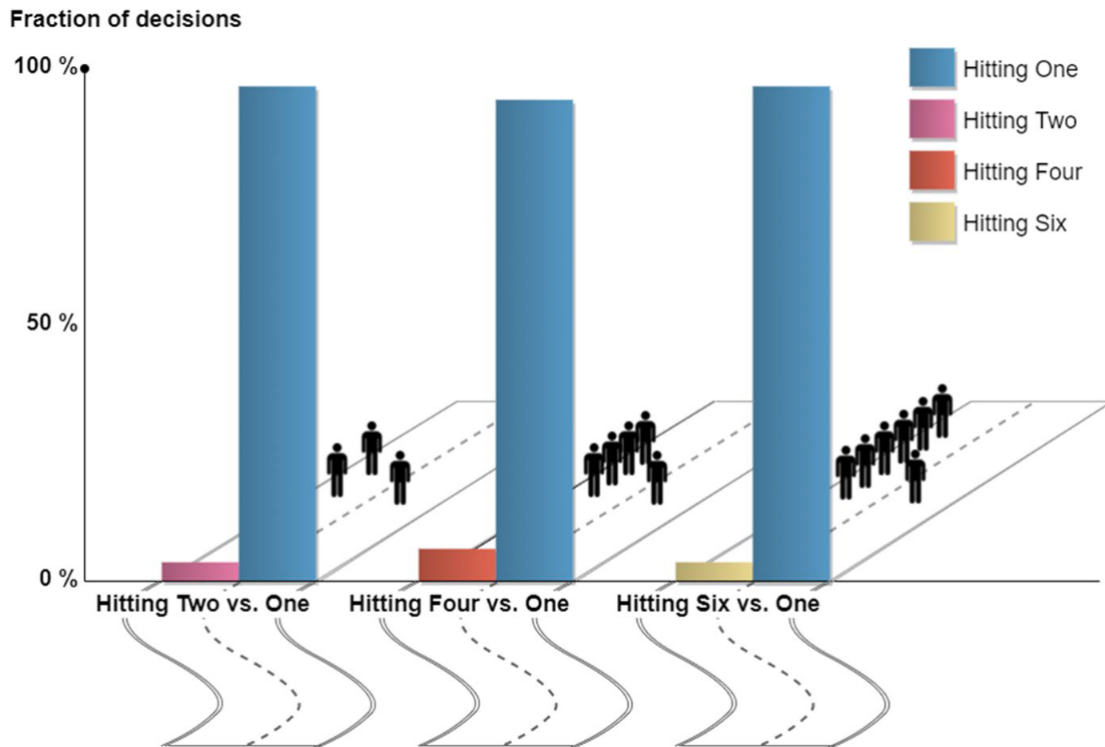 Fraction of decisions
100 %
Hitting One
Hitting Two
Hitting Four
Hitting Six
50 %
0 %
Hitting Two vs. One
Hitting Four vs. One
Hitting Six vs. One